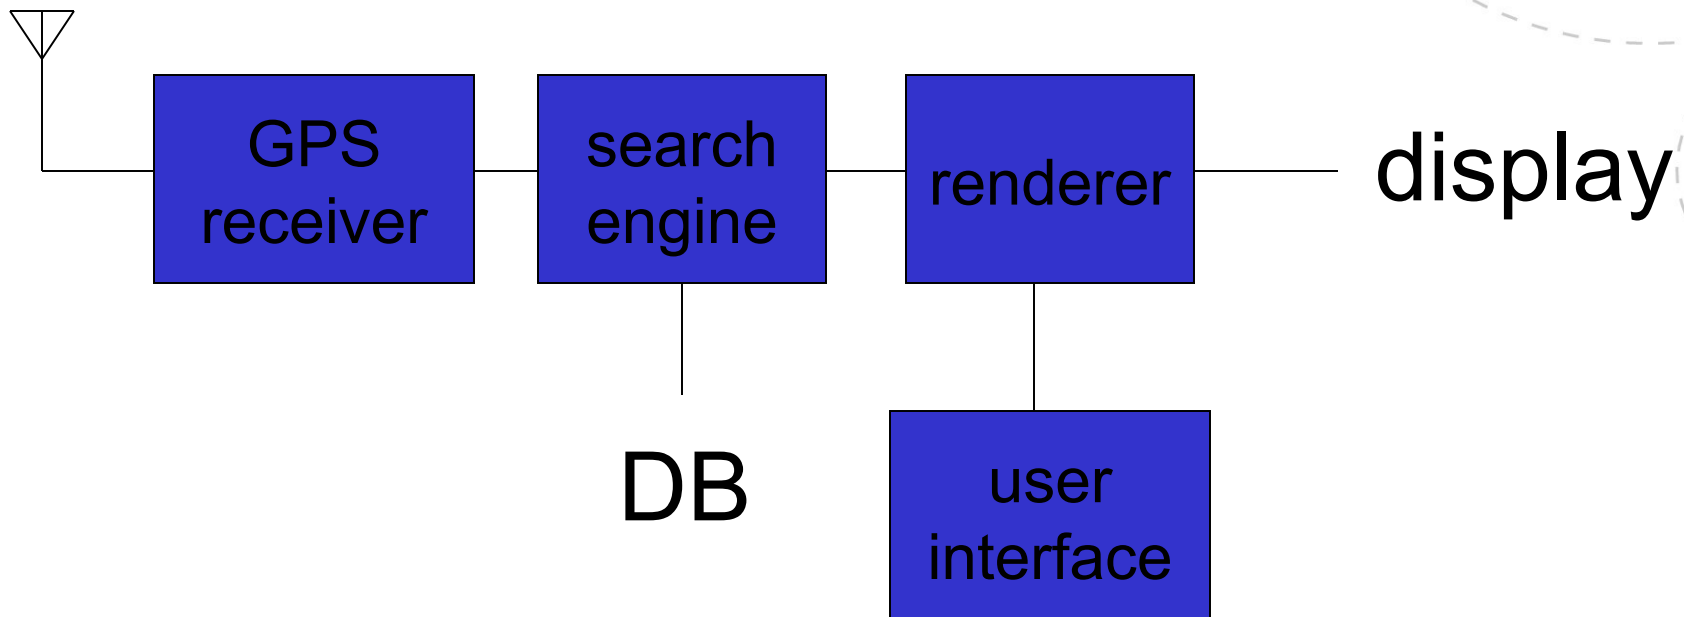 GPS
receiver
search
engine
renderer
display
DB
user
interface